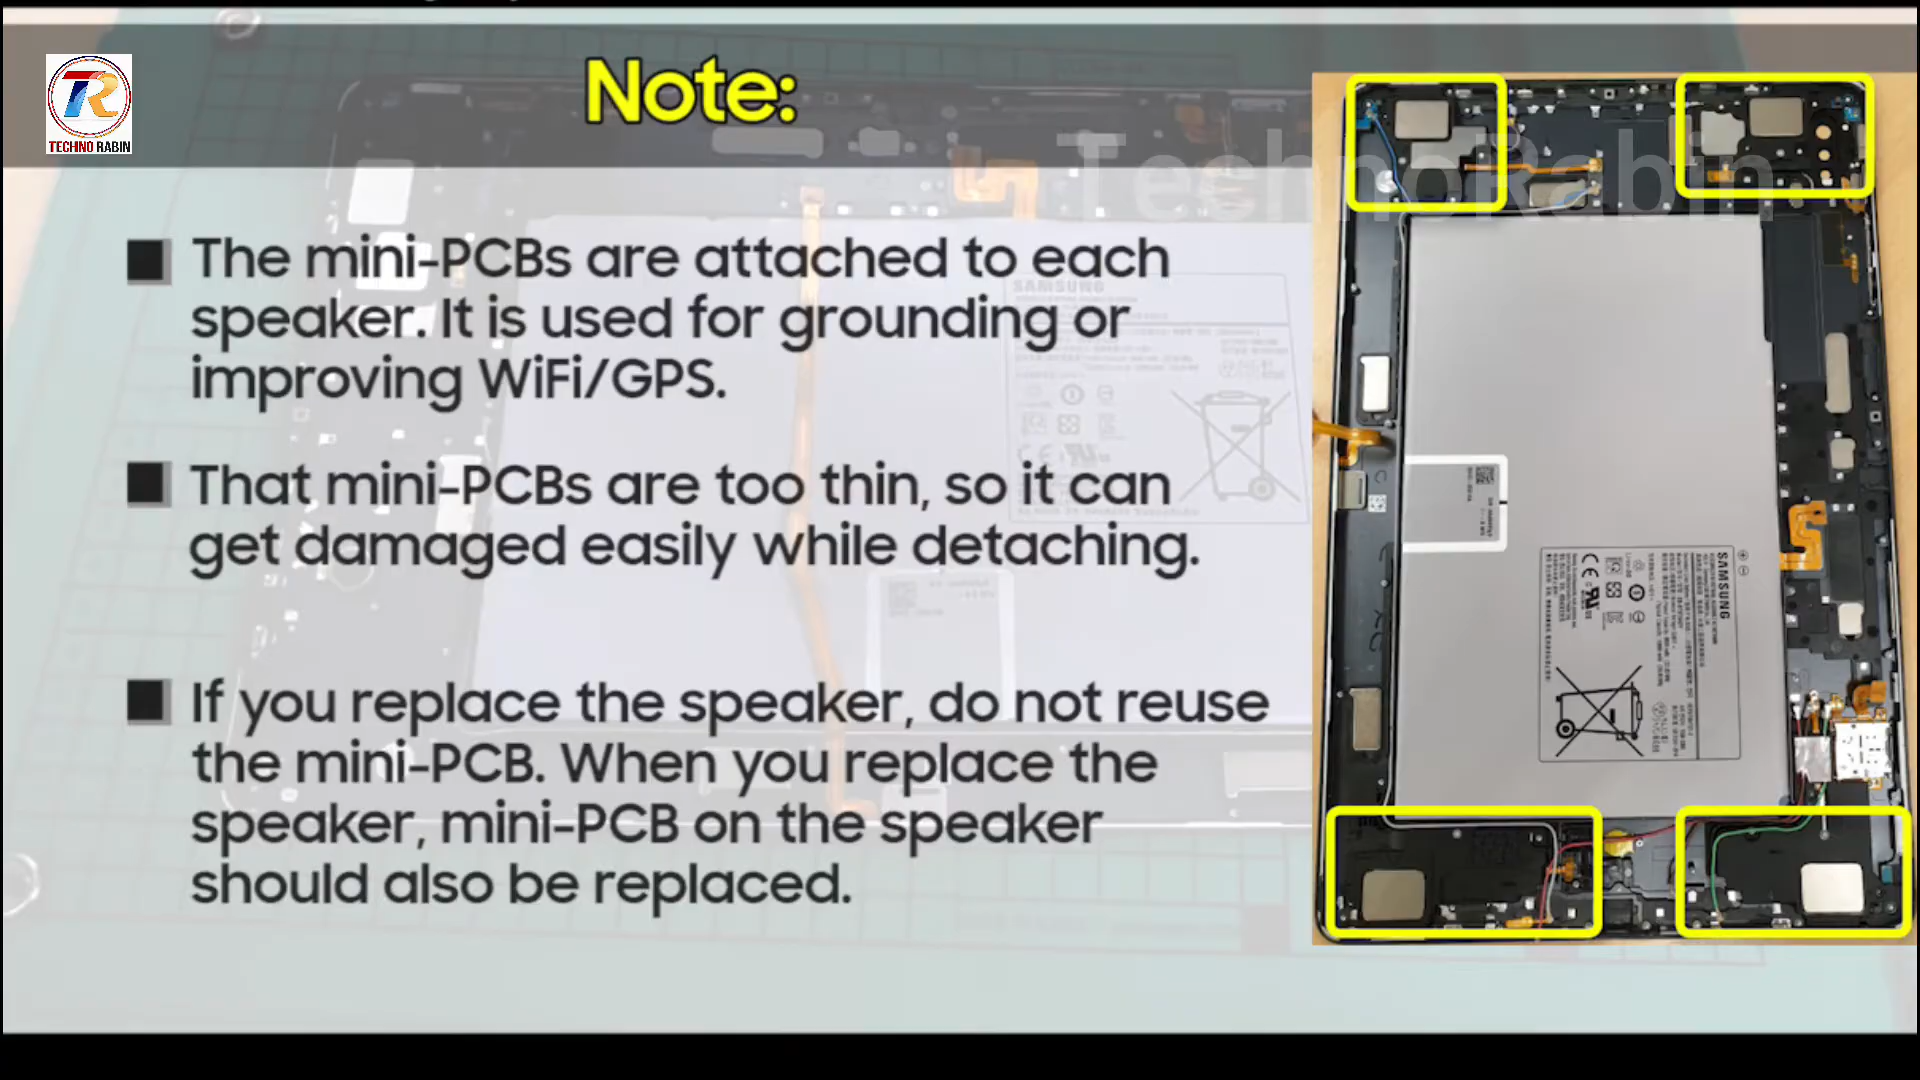 TECHNO RABIN
Note:
TechnoRabin
The mini-PCBs are attached to each
speaker. It is used for grounding or
improving WiFi/GPS.
That mini-PCBs are too thin, so it can
get damaged easily while detaching.
If you replace the speaker, do not reuse
the mini-PCB. When you replace the
speaker, mini-PCB on the speaker
should also be replaced.
SAMSUNG
SAMSUNG